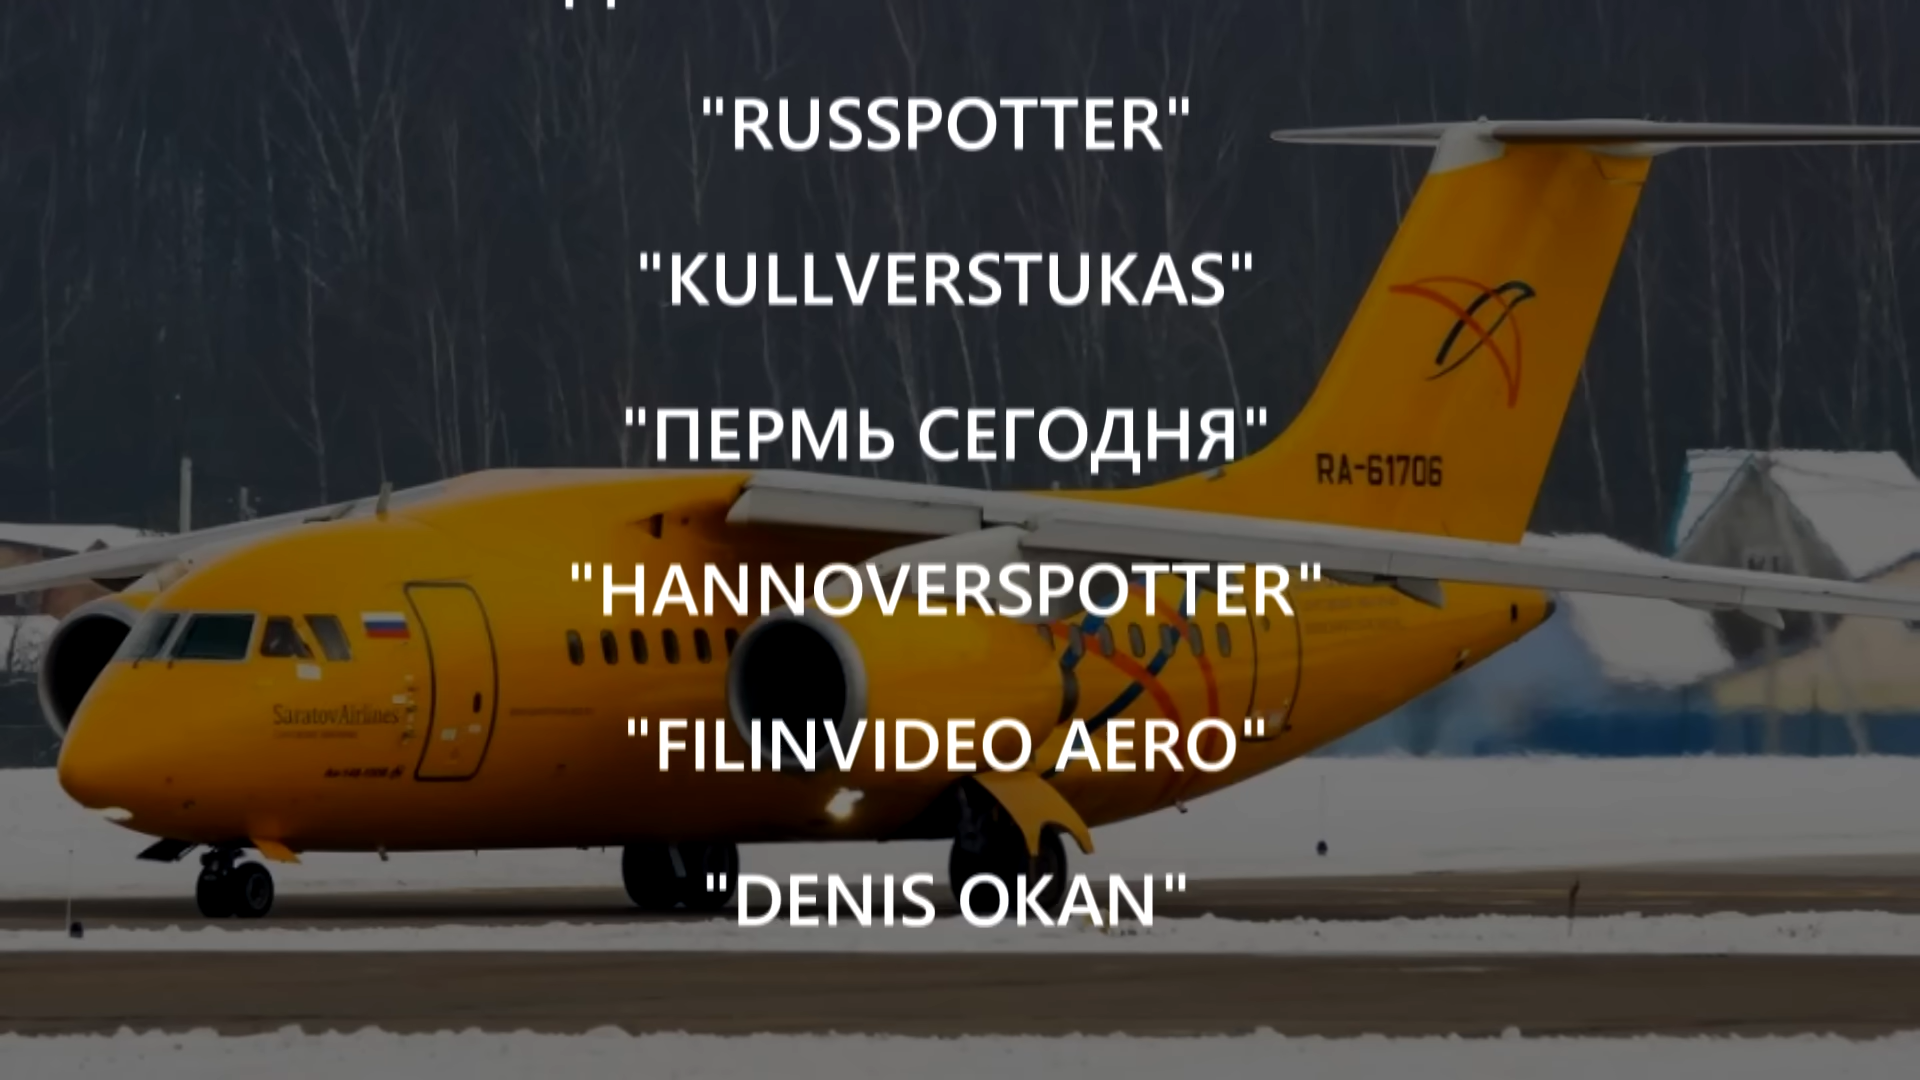 "RUSSPOTTER"
"KULLVERSTUKAS"
"ПЕРМЬ СЕГОДНЯ"
RA-61706
"HANNOVERSPOTTER"
"FILINVIDEO AERO"
SaratovAirlines
"DENIS OKAN"